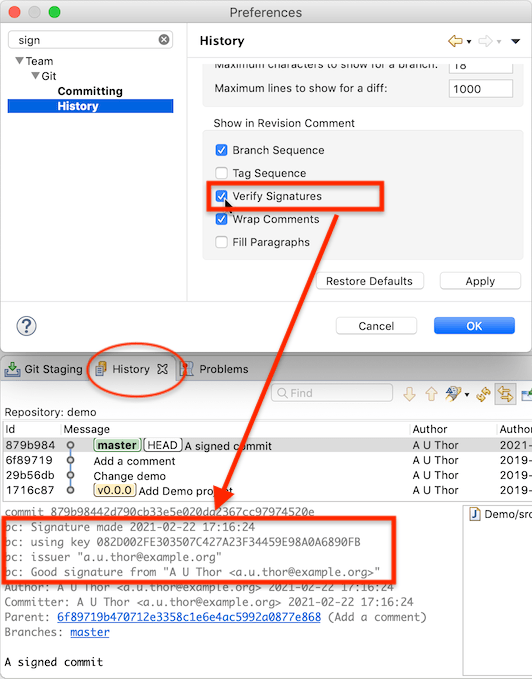 Preferences
sign
History
Team
Git
Committing
History
Maximum characters to show for a branch: 18
Maximum lines to show for a diff: 1000
Show in Revision Comment
Branch Sequence
Tag Sequence
Verify Signatures
Wrap Comments
Fill Paragraphs
Restore Defaults Apply
? Cancel OK
Git Staging History Problems
Find
Repository: demo
Id Message Author Author
879b984 master HEAD A signed commit A U Thor 2021-
6f89719 Add a comment A U Thor 2019-
29b56db Change demo A U Thor 2019-
1716c87 v0.0.0 Add Demo project A U Thor 2019-
commit 879b98442d790cb33e5e020dd2367cc97974520e
bc: Signature made 2021-02-22 17:16:24
bc: using key 082D002FE303507C427A23F34459E98A0A6890FB
bc: issuer "a.u.thor@example.org"
bc: Good signature from "A U Thor <a.u.thor@example.org>"
Author: A U Thor <a.u.thor@example.org> 2021-02-22 17:16:24
Committer: A U Thor <a.u.thor@example.org> 2021-02-22 17:16:24
Parent: 6f89719b470712e3358c1e6e4ac5992a0877e868 (Add a comment)
Branches: master
A signed commit
Demo/src